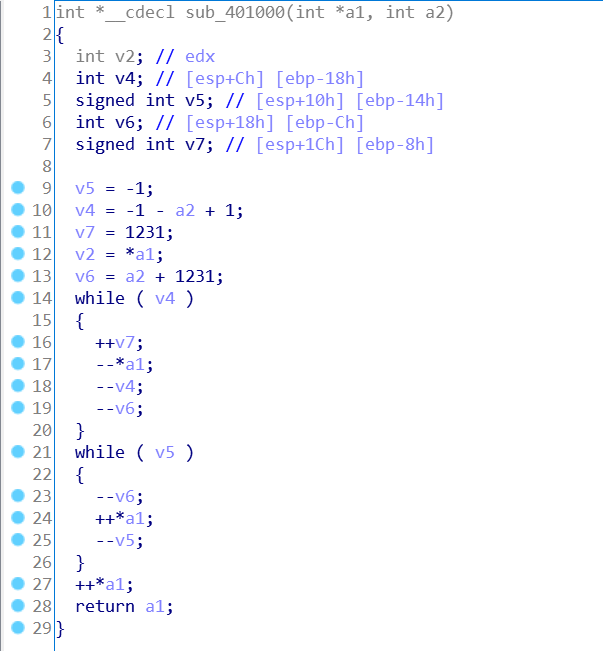 1 int *__cdecl sub_401000(int *a1, int a2)
2 {
3 int v2; // edx
4 int v4; // [esp+Ch] [ebp-18h]
5 signed int v5; // [esp+10h] [ebp-14h]
6 int v6; // [esp+18h] [ebp-Ch]
7 signed int v7; // [esp+1Ch] [ebp-8h]
8
9 v5 = -1;
10 v4 = -1 - a2 + 1;
11 v7 = 1231;
12 v2 = *a1;
13 v6 = a2 + 1231;
14 while ( v4 )
15 {
16 ++v7;
17 --*a1;
18 --v4;
19 --v6;
20 }
21 while ( v5 )
22 {
23 --v6;
24 ++*a1;
25 --v5;
26 }
27 ++*a1;
28 return a1;
29 }